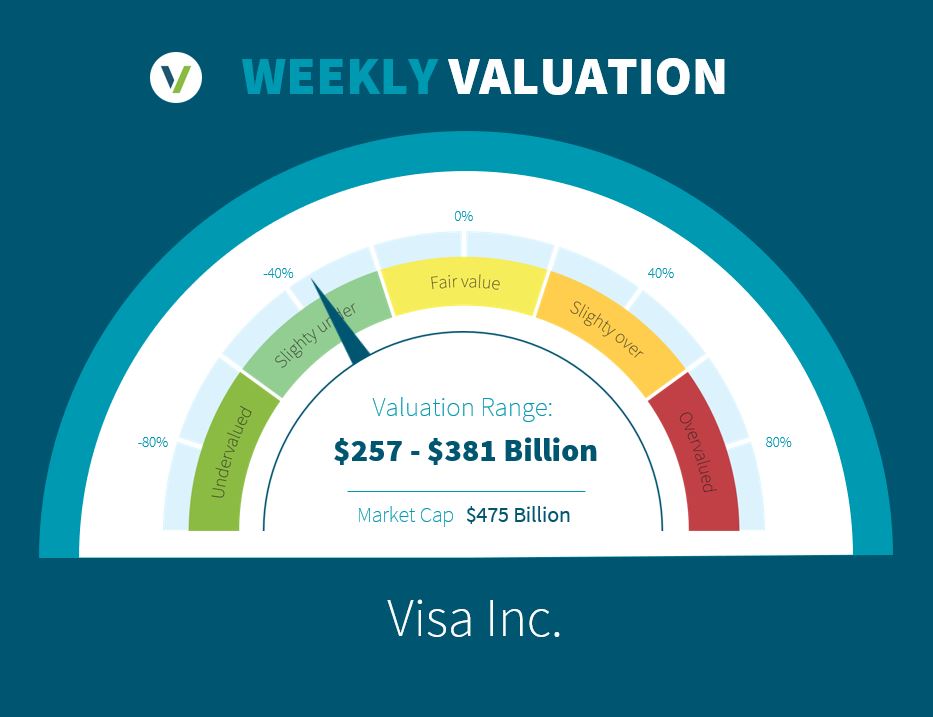 WEEKLY VALUATION
0%
-40%
40%
Fair value
Slighty under
Slighty over
Undervalued
Overvalued
-80%
80%
Valuation Range:
$257 - $381 Billion
Market Cap $475 Billion
Visa Inc.